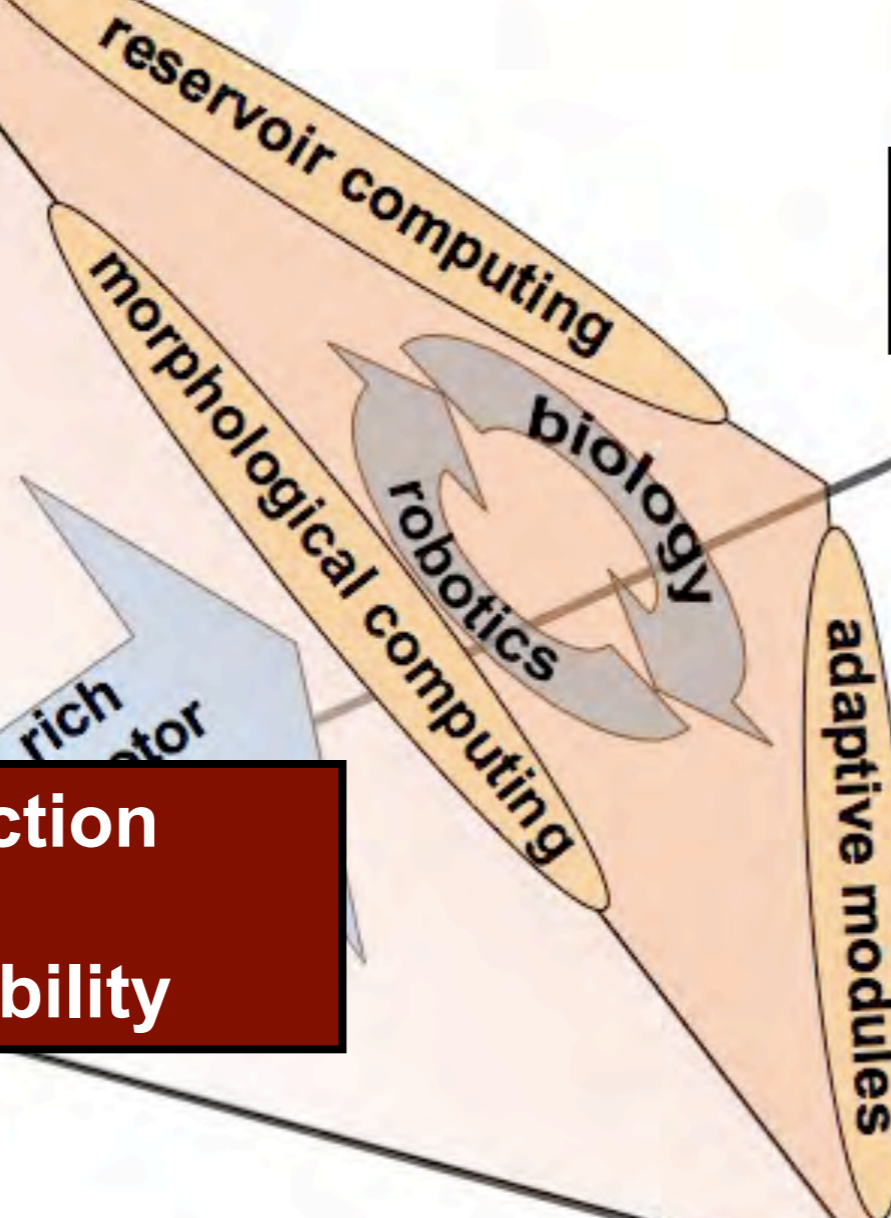 reservoir computing
morphological computing
biology
robotics
adaptive modules
rich
ction
bility